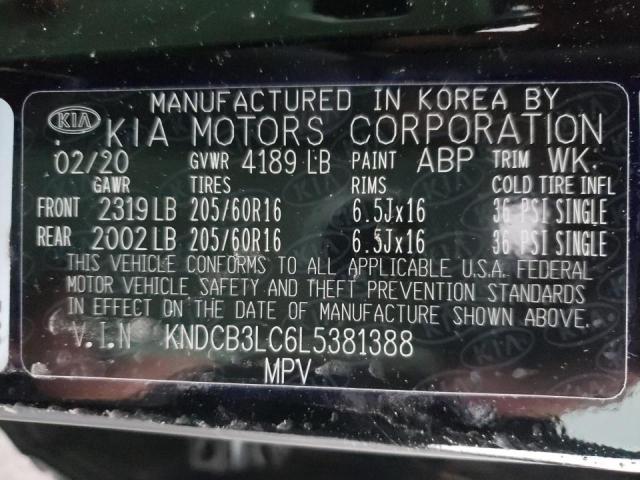 MANUFACTURED IN KOREA BY
KIA KIA MOTORS CORPORATION
02/20 GVWR 4189 LB PAINT ABP TRIM WK
GAWR TIRES RIMS COLD TIRE INFL
FRONT 2319 LB 205/60R16 6.5Jx16 36 PSI SINGLE
REAR 2002 LB 205/60R16 6.5Jx16 36 PSI SINGLE
THIS VEHICLE CONFORMS TO ALL APPLICABLE U.S.A. FEDERAL
MOTOR VEHICLE SAFETY AND THEFT PREVENTION STANDARDS
IN EFFECT ON THE DATE OF MANUFACTURE SHOWN ABOVE.
V.I.N KNDCB3LC6L5381388
MPV